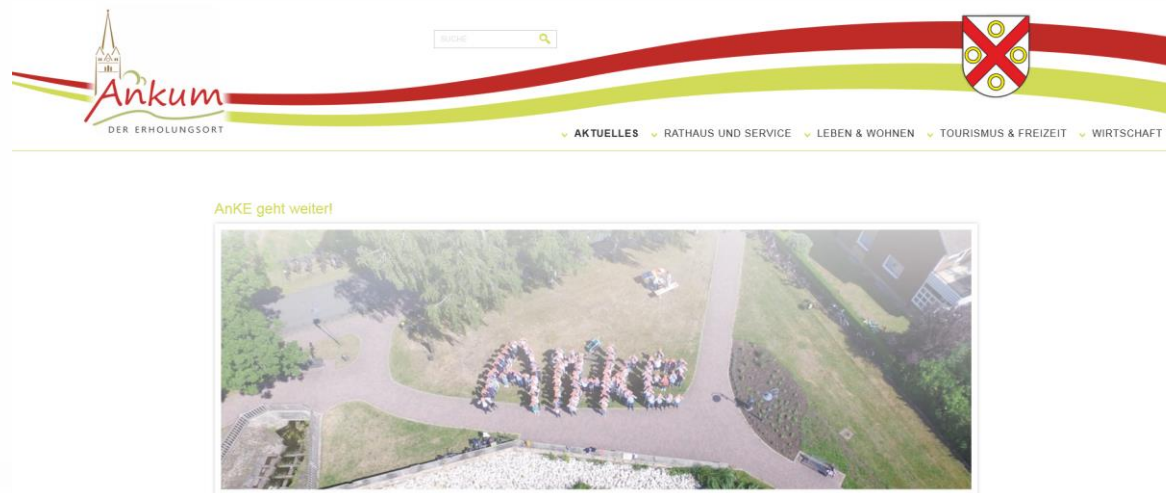 SUCHE
Ankum
DER ERHOLUNGSORT
AKTUELLES RATHAUS UND SERVICE LEBEN & WOHNEN TOURISMUS & FREIZEIT WIRTSCHAFT
AnKE geht weiter!
Anke